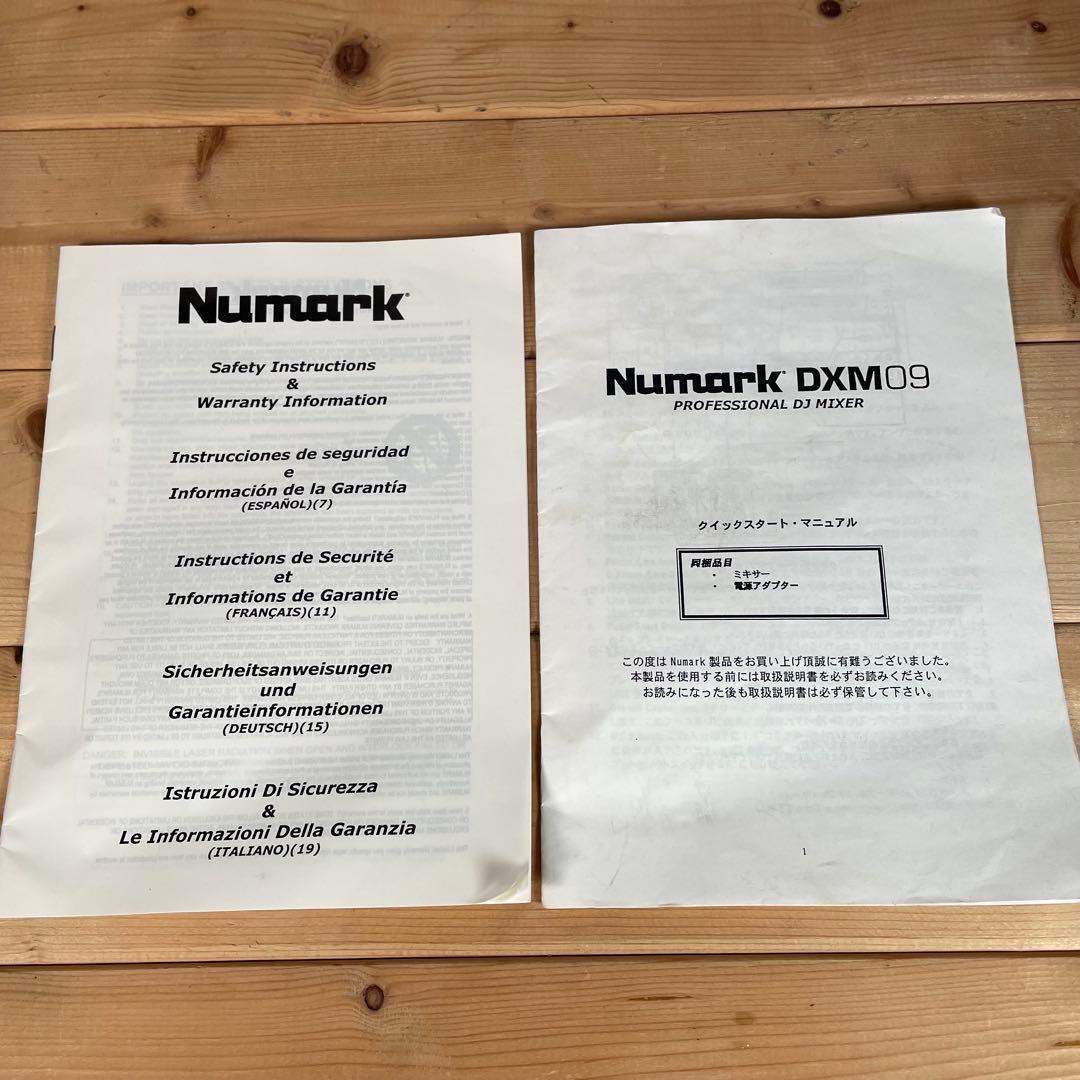 Numark
Safety Instructions
&
Warranty Information
Instrucciones de seguridad
e
Información de la Garantía
(ESPAÑOL)(7)
Instructions de Securité
et
Informations de Garantie
(FRANÇAIS)(11)
Sicherheitsanweisungen
und
Garantieinformationen
(DEUTSCH)(15)
Istruzioni Di Sicurezza
&
Le Informazioni Della Garanzia
(ITALIANO)(19)
Numark DXM09
PROFESSIONAL DJ MIXER
クイックスタート・マニュアル
同梱品目
・ ミキサー
・ 電源アダプター
この度は Numark 製品をお買い上げ頂誠に有難うございました。
本製品を使用する前には取扱説明書を必ずお読みください。
お読みになった後も取扱説明書は必ず保管して下さい。
1